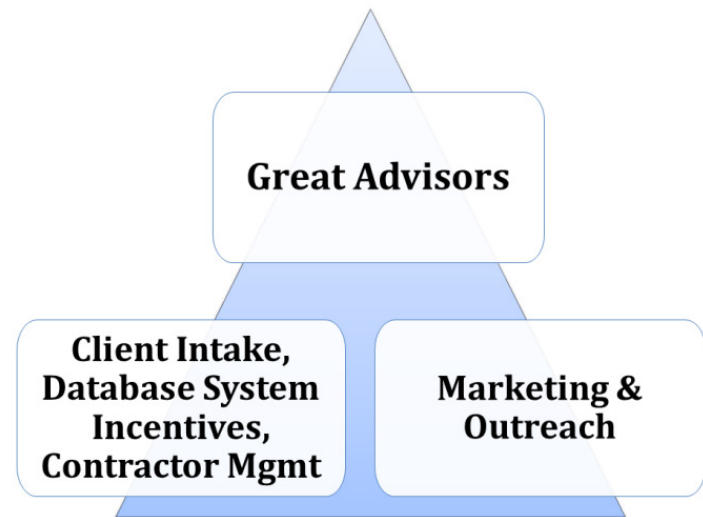 Great Advisors
Client Intake,
Database System
Incentives,
Contractor Mgmt
Marketing &
Outreach